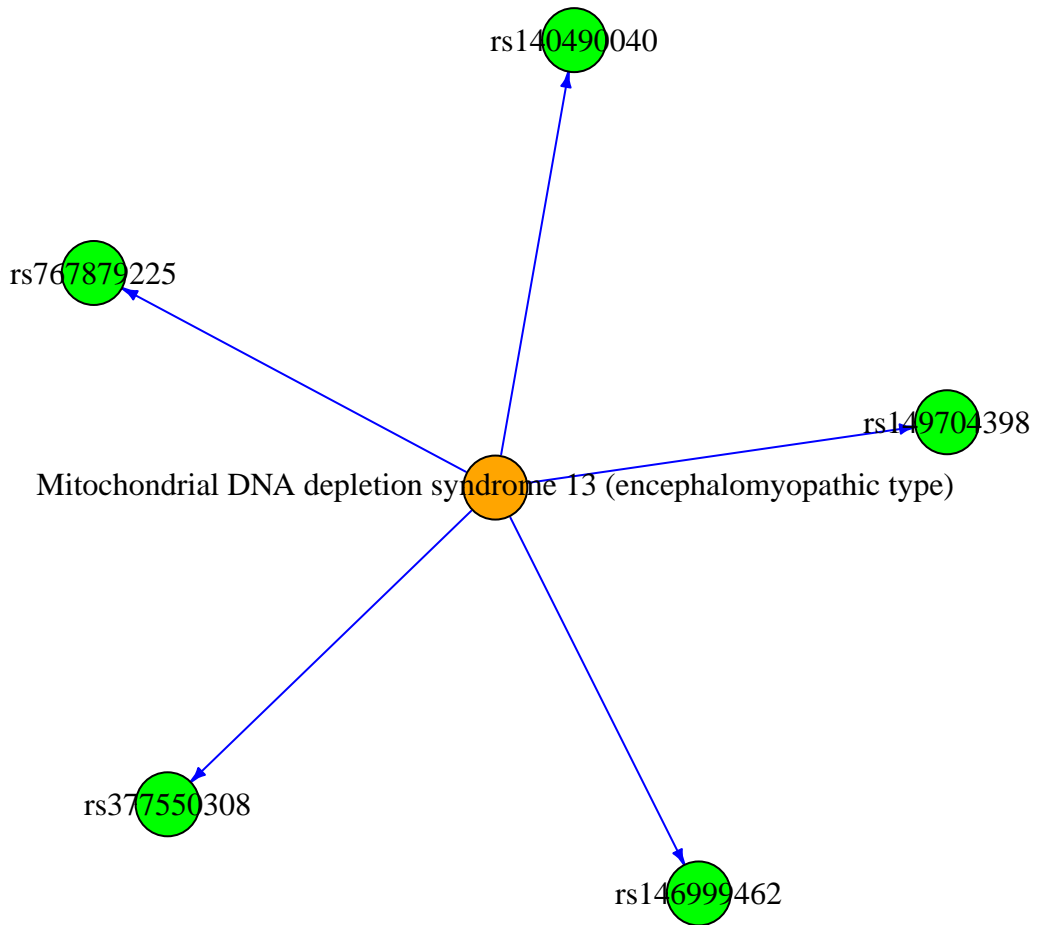 rs140490040
rs767879225
rs149704398
Mitochondrial DNA depletion syndrome 13 (encephalomyopathic type)
rs377550308
rs146999462